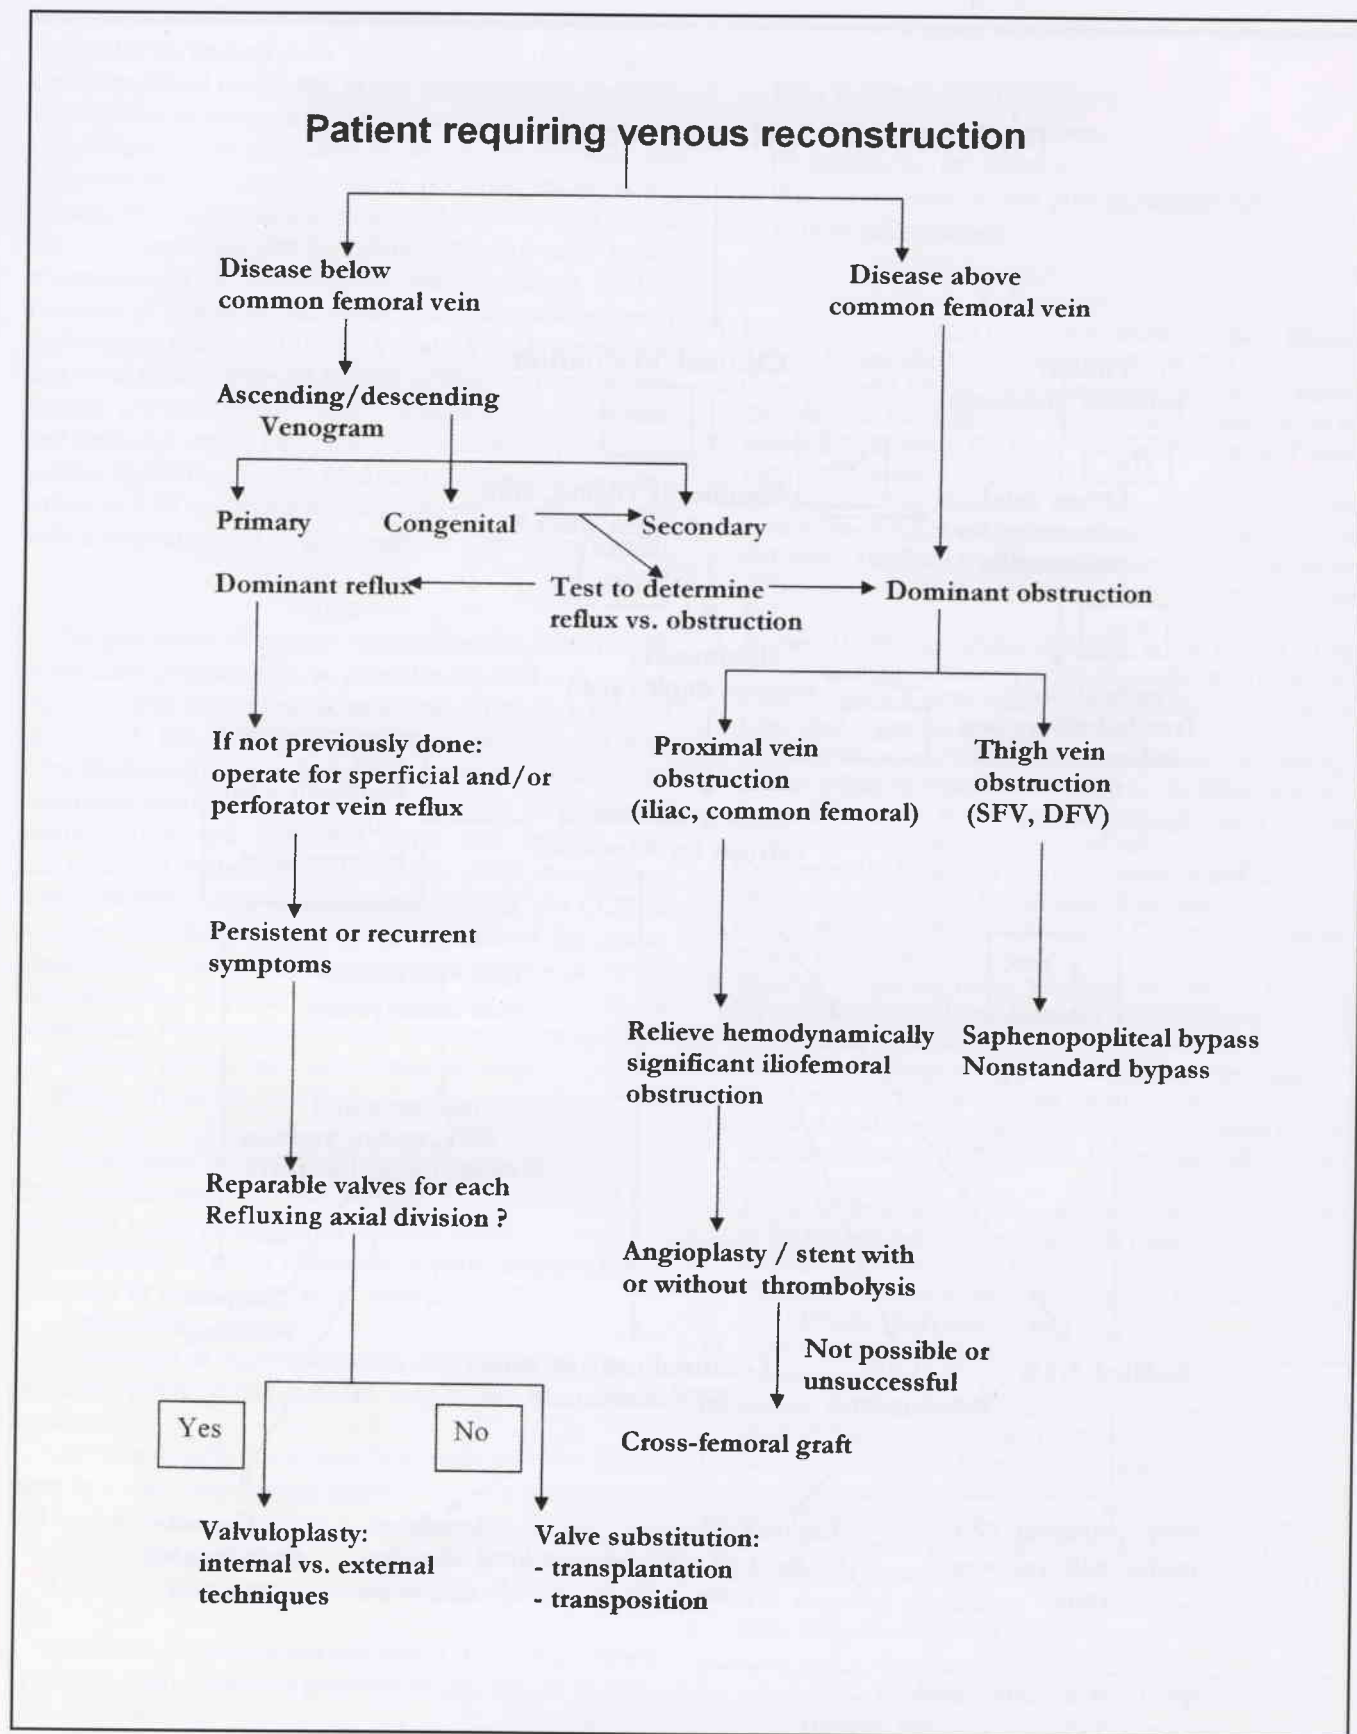 Patient requiring venous reconstruction
Disease below
common femoral vein
Disease above
common femoral vein
Ascending/descending
Venogram
Primary
Congenital
Secondary
Dominant reflux
Test to determine
reflux vs. obstruction
Dominant obstruction
If not previously done:
operate for sperficial and/or
perforator vein reflux
Proximal vein
obstruction
(iliac, common femoral)
Thigh vein
obstruction
(SFV, DFV)
Persistent or recurrent
symptoms
Relieve hemodynamically
significant iliofemoral
obstruction
Saphenopopliteal bypass
Nonstandard bypass
Reparable valves for each
Refluxing axial division ?
Angioplasty / stent with
or without thrombolysis
Not possible or
unsuccessful
Cross-femoral graft
Yes
No
Valvuloplasty:
internal vs. external
techniques
Valve substitution:
- transplantation
- transposition